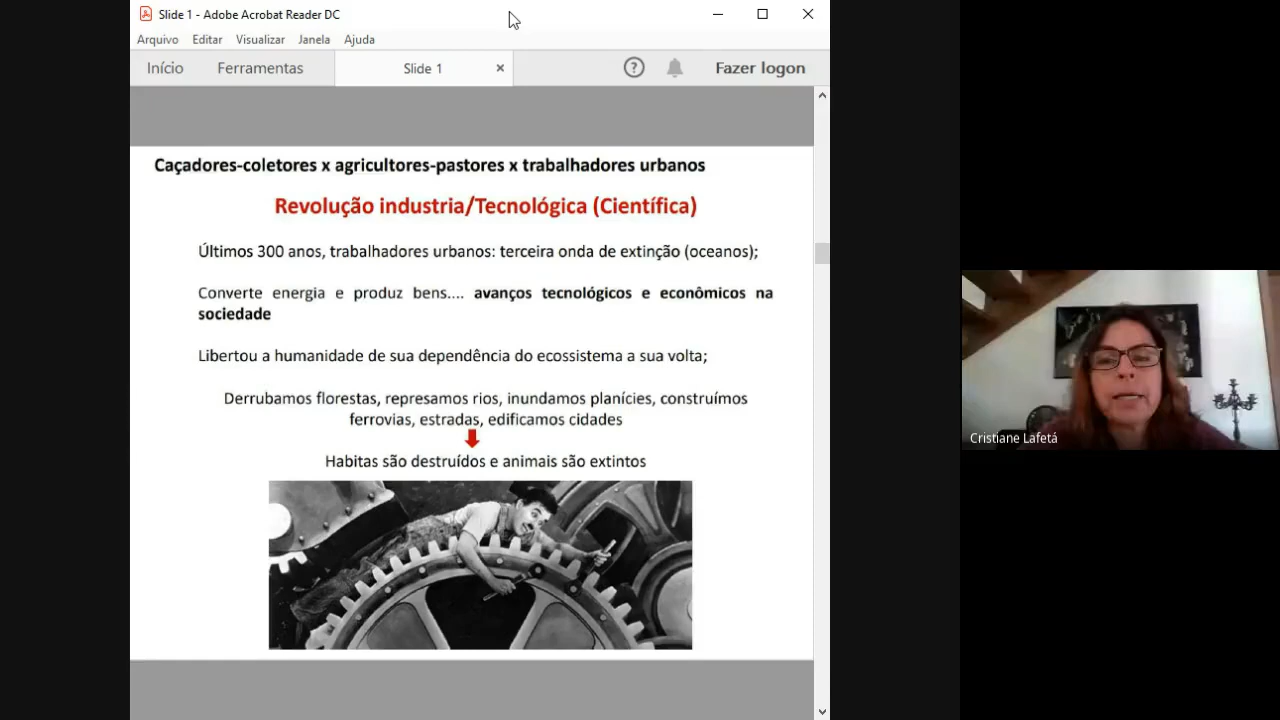 Slide 1 - Adobe Acrobat Reader DC
Arquivo Editar Visualizar Janela Ajuda
Início Ferramentas Slide 1 Fazer logon
Caçadores-coletores x agricultores-pastores x trabalhadores urbanos
Revolução industria/Tecnológica (Científica)
Últimos 300 anos, trabalhadores urbanos: terceira onda de extinção (oceanos);
Converte energia e produz bens.... avanços tecnológicos e econômicos na
sociedade
Libertou a humanidade de sua dependência do ecossistema a sua volta;
Derrubamos florestas, represamos rios, inundamos planícies, construímos
ferrovias, estradas, edificamos cidades
Habitas são destruídos e animais são extintos
Cristiane Lafetá